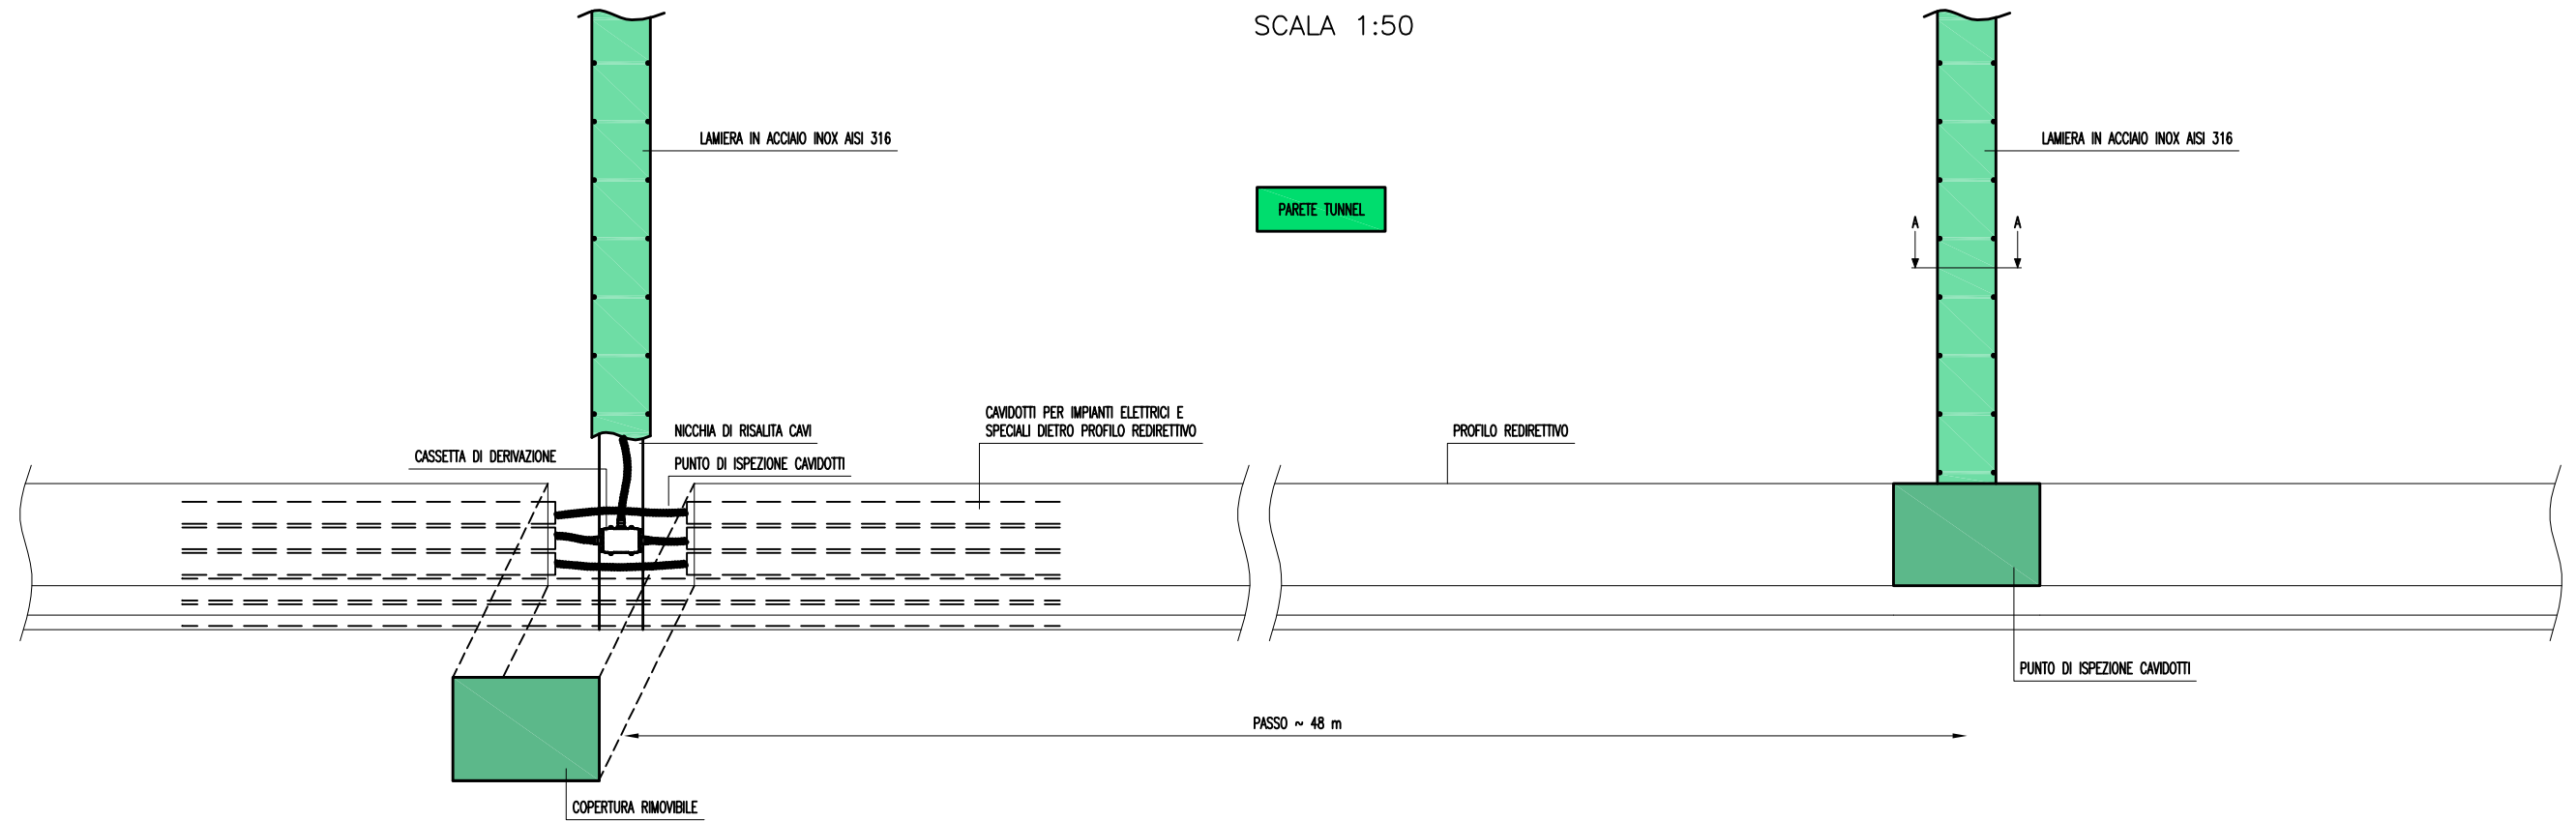 SCALA 1:50
LAMIERA IN ACCIAIO INOX AISI 316
LAMIERA IN ACCIAIO INOX AISI 316
PARETE TUNNEL
A
A
CAVIDOTTI PER IMPIANTI ELETTRICI E
SPECIALI DIETRO PROFILO REDIRETTIVO
NICCHIA DI RISALITA CAVI
PROFILO REDIRETTIVO
CASSETTA DI DERIVAZIONE
PUNTO DI ISPEZIONE CAVIDOTTI
PUNTO DI ISPEZIONE CAVIDOTTI
PASSO ~ 48 m
COPERTURA RIMOVIBILE